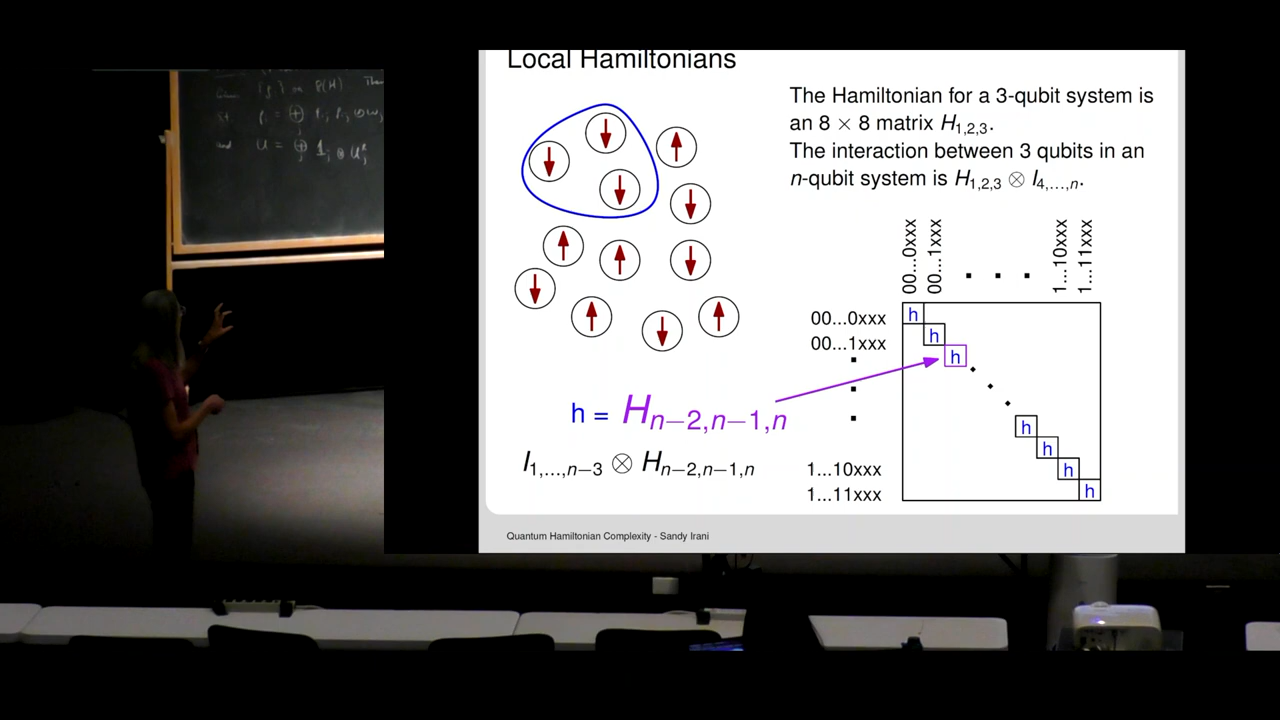 Local Hamiltonians
The Hamiltonian for a 3-qubit system is
an 8 × 8 matrix H₁,₂,₃.
The interaction between 3 qubits in an
n-qubit system is H₁,₂,₃ ⊗ I₄,...,ₙ.
00...0xxx
00...1xxx
. . .
1...10xxx
1...11xxx
00...0xxx
00...1xxx
1...10xxx
1...11xxx
h
h
h
h
h
h
h
h = Hₙ₋₂,ₙ₋₁,ₙ
I₁,...,ₙ₋₃ ⊗ Hₙ₋₂,ₙ₋₁,ₙ
Quantum Hamiltonian Complexity - Sandy Irani